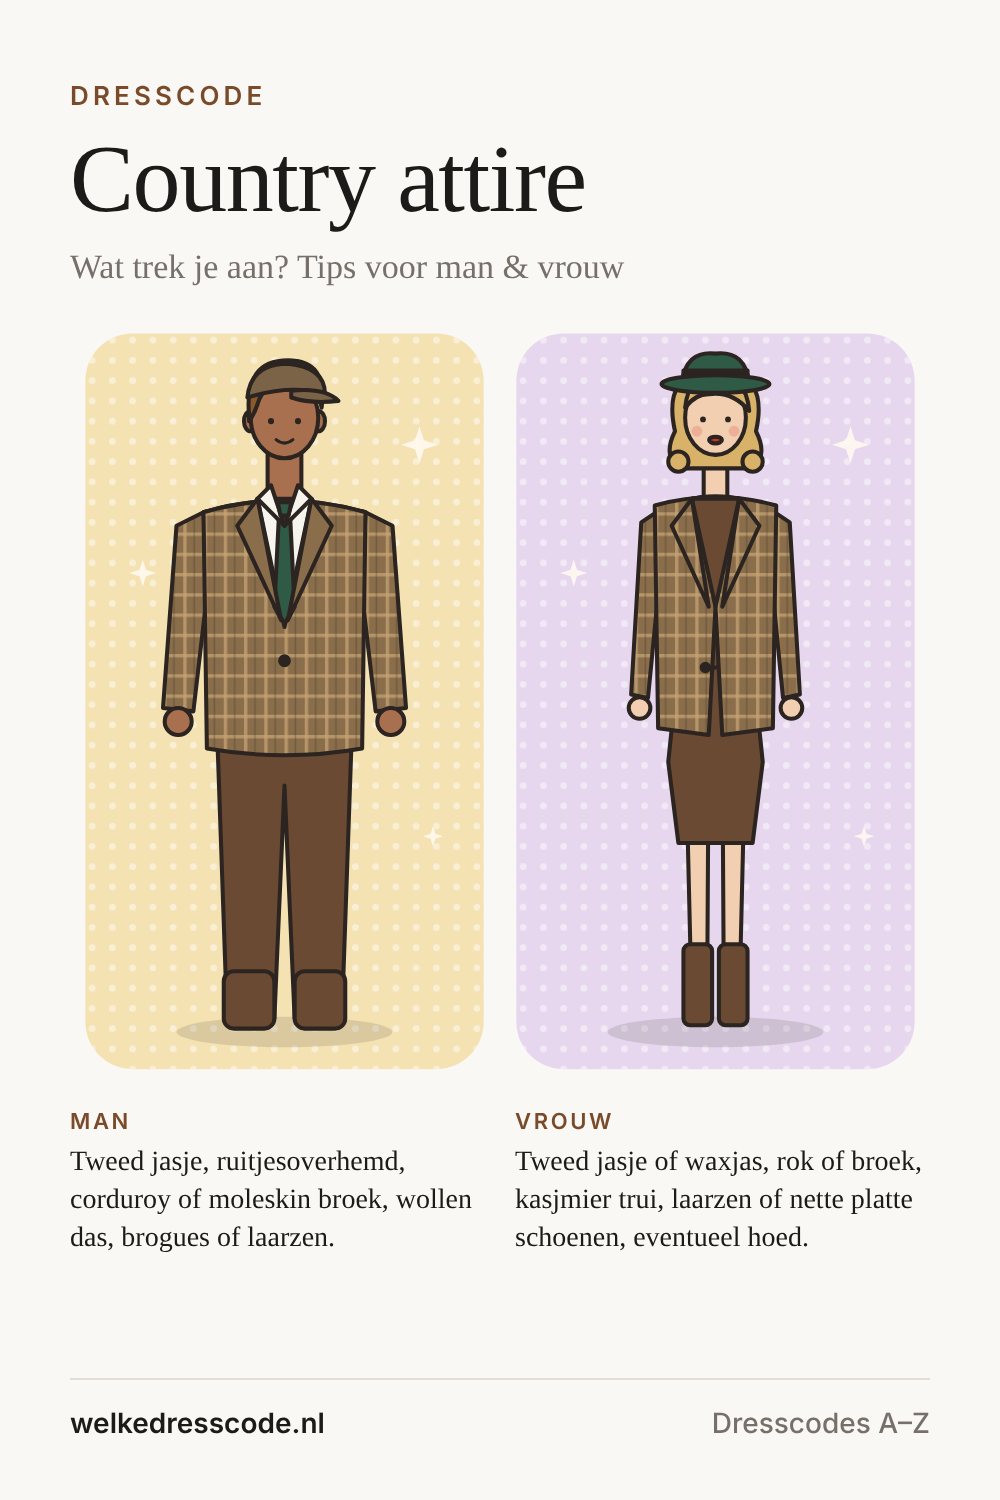 DRESSCODE
Country attire
Wat trek je aan? Tips voor man & vrouw
MAN
Tweed jasje, ruitjesoverhemd,
corduroy of moleskin broek, wollen
das, brogues of laarzen.
VROUW
Tweed jasje of waxjas, rok of broek,
kasjmier trui, laarzen of nette platte
schoenen, eventueel hoed.
welkedresscode.nl
Dresscodes A–Z